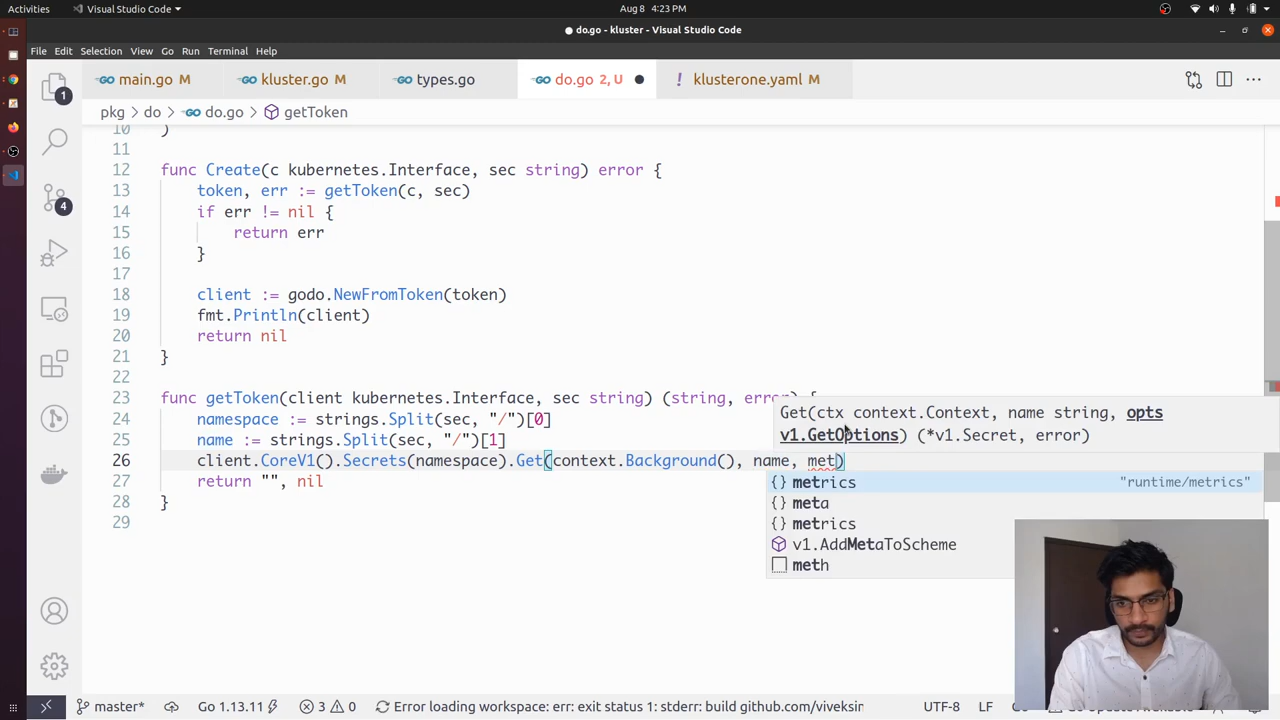 Activities Visual Studio Code Aug 8 4:23 PM
do.go - kluster - Visual Studio Code
File Edit Selection View Go Run Terminal Help
main.go M kluster.go M types.go do.go 2, U klusterone.yaml M
pkg > do > do.go > getToken
10 )
11
12 func Create(c kubernetes.Interface, sec string) error {
13 token, err := getToken(c, sec)
14 if err != nil {
15 return err
16 }
17
18 client := godo.NewFromToken(token)
19 fmt.Println(client)
20 return nil
21 }
22
23 func getToken(client kubernetes.Interface, sec string) (string, error) {
Get(ctx context.Context, name string, opts
24 namespace := strings.Split(sec, "/")[0]
v1.GetOptions) (*v1.Secret, error)
25 name := strings.Split(sec, "/")[1]
26 client.CoreV1().Secrets(namespace).Get(context.Background(), name, met)
27 return "", nil
{} metrics "runtime/metrics"
28 }
{} meta
29
{} metrics
v1.AddMetaToScheme
meth
1
4
master* Go 1.13.11 3 0 Error loading workspace: err: exit status 1: stderr: build github.com/viveksin UTF-8 LF